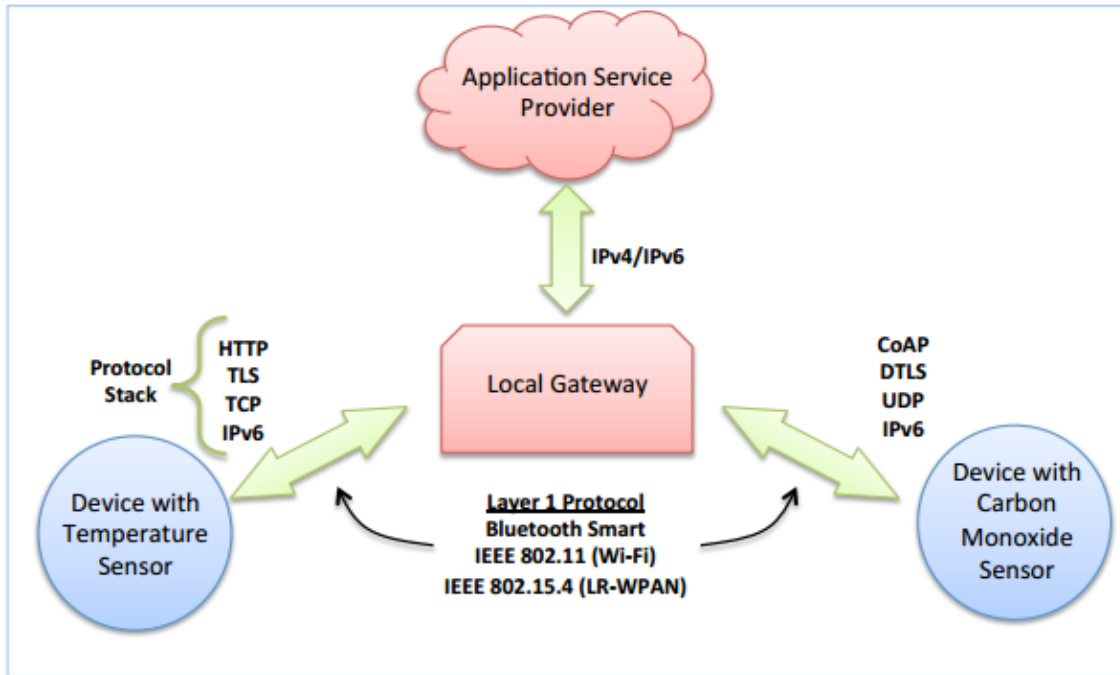 Application Service
Provider
IPv4/IPv6
Protocol
Stack
HTTP
TLS
TCP
IPv6
Local Gateway
CoAP
DTLS
UDP
IPv6
Device with
Temperature
Sensor
Layer 1 Protocol
Bluetooth Smart
IEEE 802.11 (Wi-Fi)
IEEE 802.15.4 (LR-WPAN)
Device with
Carbon
Monoxide
Sensor